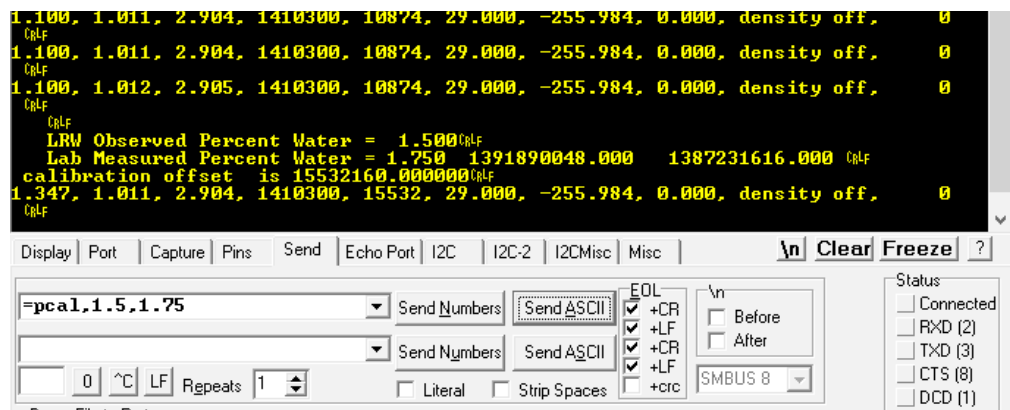 1.100, 1.011, 2.904, 1410300, 10874, 29.000, -255.984, 0.000, density off, 0
CRLF
1.100, 1.011, 2.904, 1410300, 10874, 29.000, -255.984, 0.000, density off, 0
CRLF
1.100, 1.012, 2.905, 1410300, 10874, 29.000, -255.984, 0.000, density off, 0
CRLF
CRLF
LRW Observed Percent Water = 1.500CRLF
Lab Measured Percent Water = 1.750 1391890048.000 1387231616.000 CRLF
calibration offset is 15532160.000000CRLF
1.347, 1.011, 2.904, 1410300, 15532, 29.000, -255.984, 0.000, density off, 0
CRLF
Display Port Capture Pins Send Echo Port I2C I2C-2 I2CMisc Misc \n Clear Freeze ?
EOL \n Status
=pcal,1.5,1.75 Send Numbers Send ASCII +CR Before Connected
+LF After RXD (2)
Send Numbers Send ASCII +CR TXD (3)
+LF SMBUS 8 CTS (8)
0 ^C LF Repeats 1 Literal Strip Spaces +crc DCD (1)